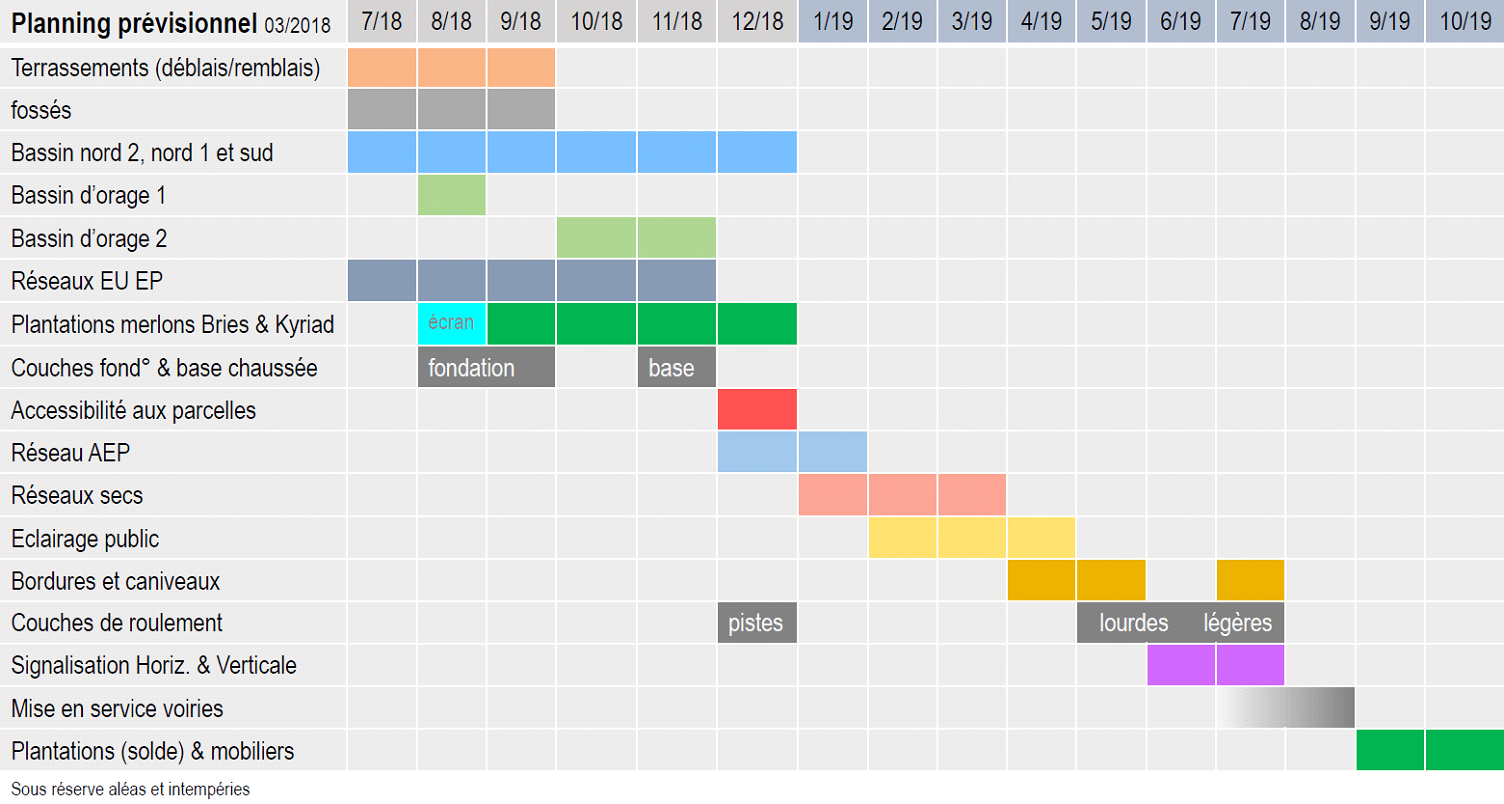 Planning prévisionnel 03/2018 7/18 8/18 9/18 10/18 11/18 12/18 1/19 2/19 3/19 4/19 5/19 6/19 7/19 8/19 9/19 10/19
Terrassements (déblais/remblais)
fossés
Bassin nord 2, nord 1 et sud
Bassin d’orage 1
Bassin d’orage 2
Réseaux EU EP
Plantations merlons Bries & Kyriad écran
Couches fond° & base chaussée fondation base
Accessibilité aux parcelles
Réseau AEP
Réseaux secs
Eclairage public
Bordures et caniveaux
Couches de roulement pistes lourdes légères
Signalisation Horiz. & Verticale
Mise en service voiries
Plantations (solde) & mobiliers
Sous réserve aléas et intempéries